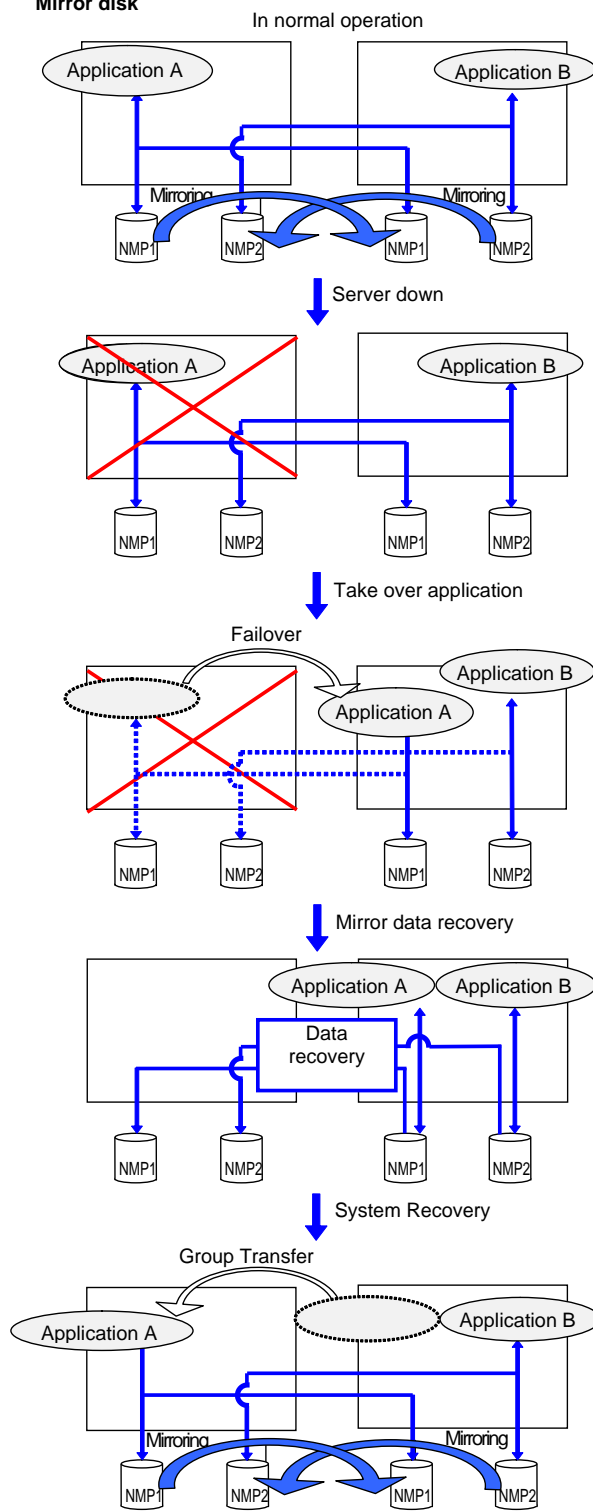 Mirror disk
In normal operation
Application A
Application B
Mirroring
Mirroring
NMP1
NMP2
NMP1
NMP2
Server down
Application A
Application B
NMP1
NMP2
NMP1
NMP2
Take over application
Failover
Application B
Application A
NMP1
NMP2
NMP1
NMP2
Mirror data recovery
Application A
Application B
Data
recovery
NMP1
NMP2
NMP1
NMP2
System Recovery
Group Transfer
Application A
Application B
Mirroring
Mirroring
NMP1
NMP2
NMP1
NMP2